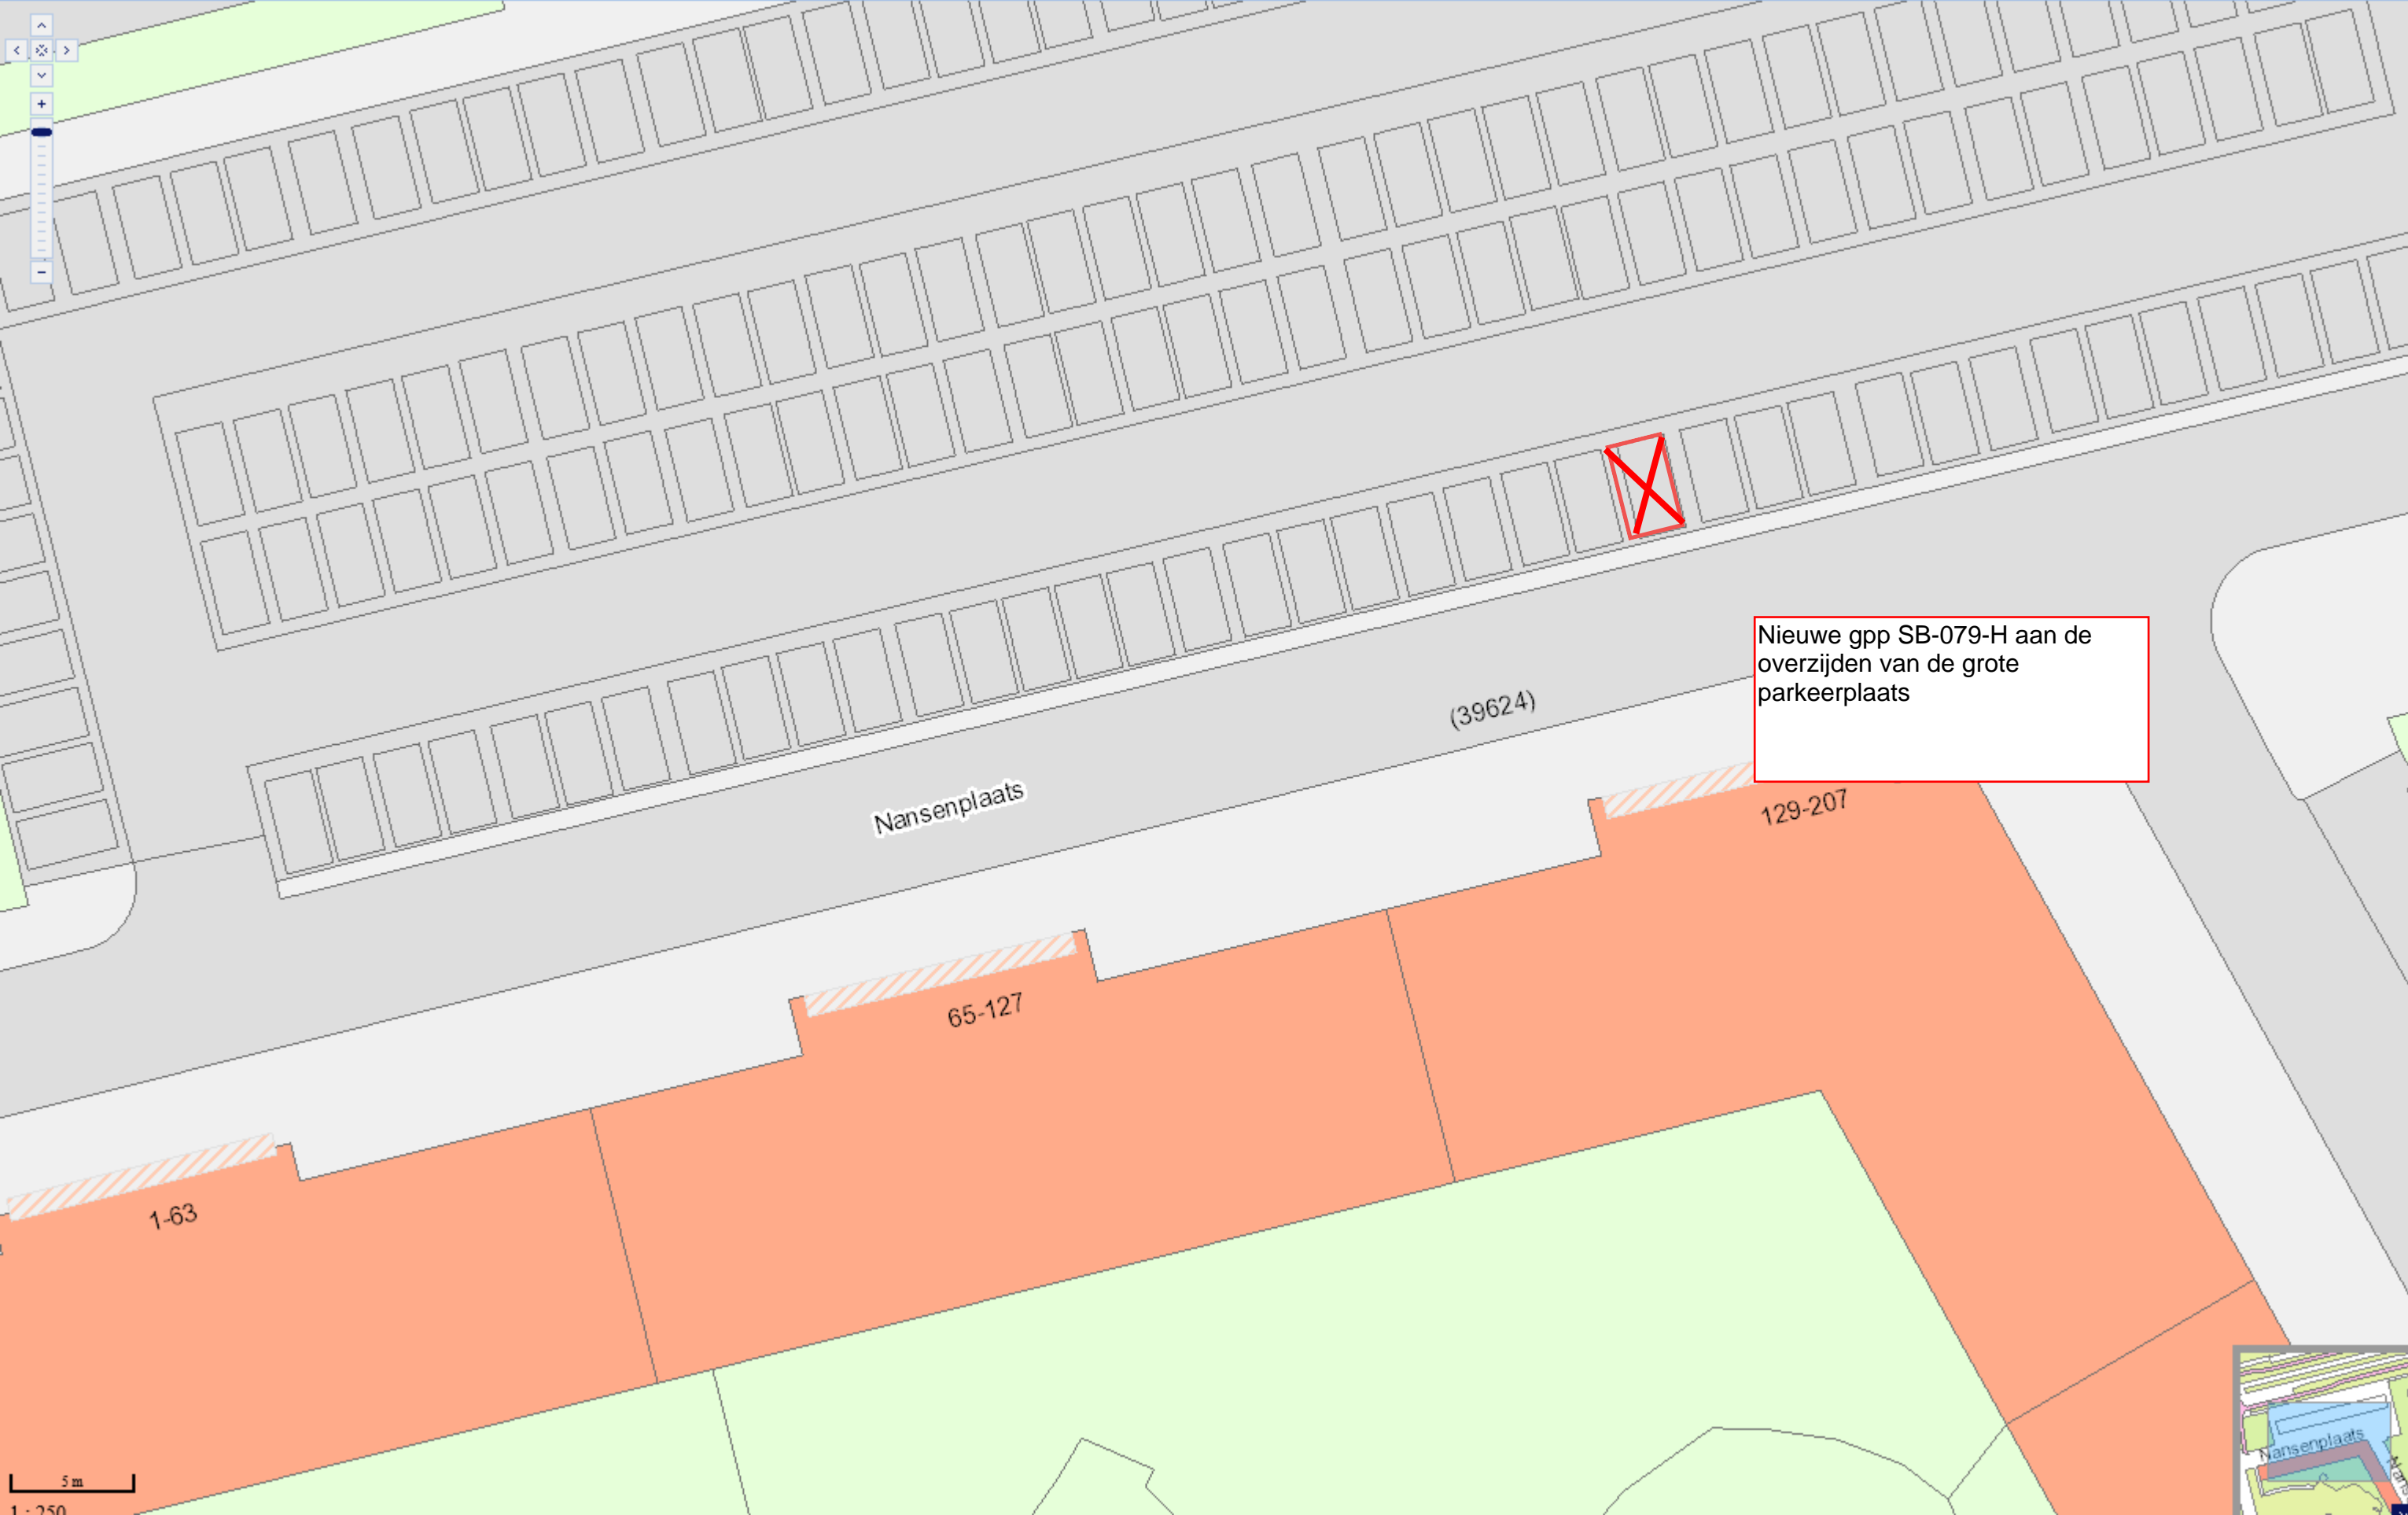 Nieuwe gpp SB-079-H aan de
overzijden van de grote
parkeerplaats
(39624)
Nansenplaats
129-207
65-127
1-63
5 m
1 : 250
Nansenplaats